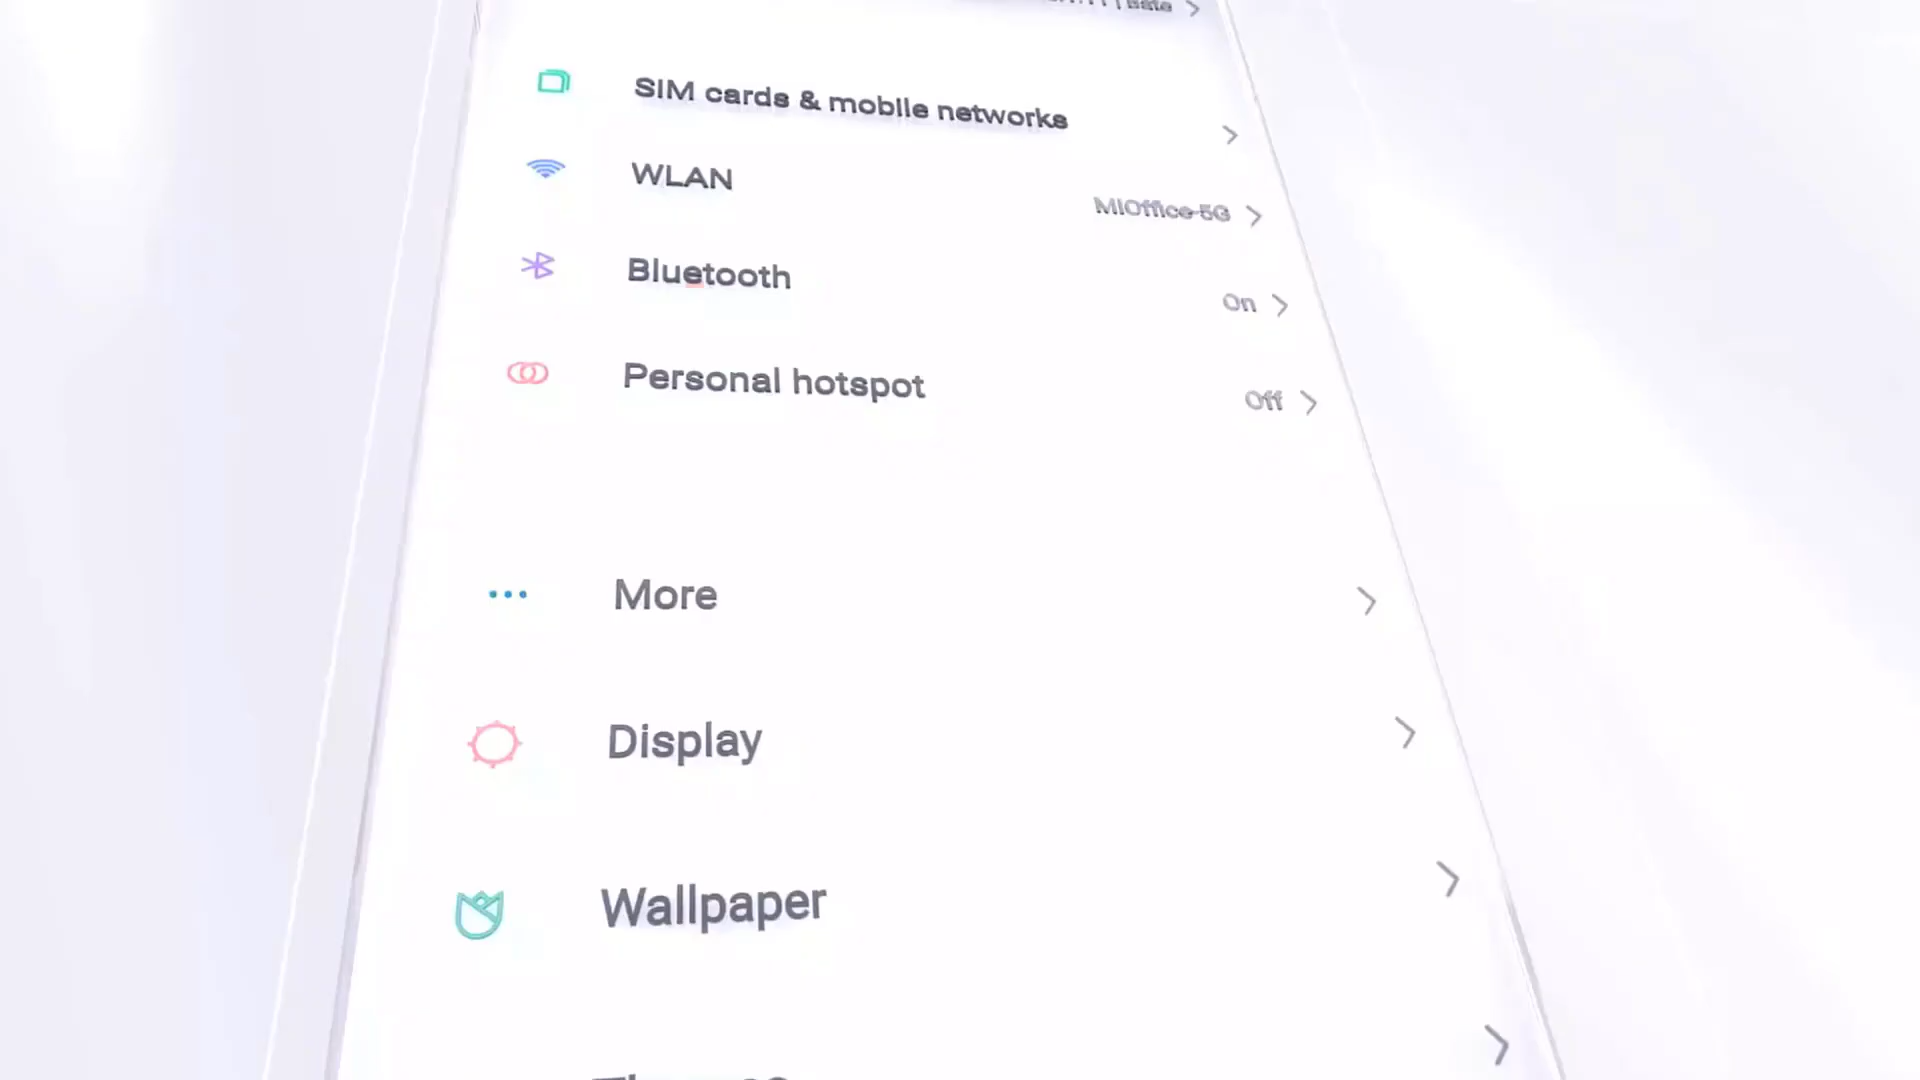 SIM cards & mobile networks
WLAN
MIOffice-5G
Bluetooth
On
Personal hotspot
Off
More
Display
Wallpaper